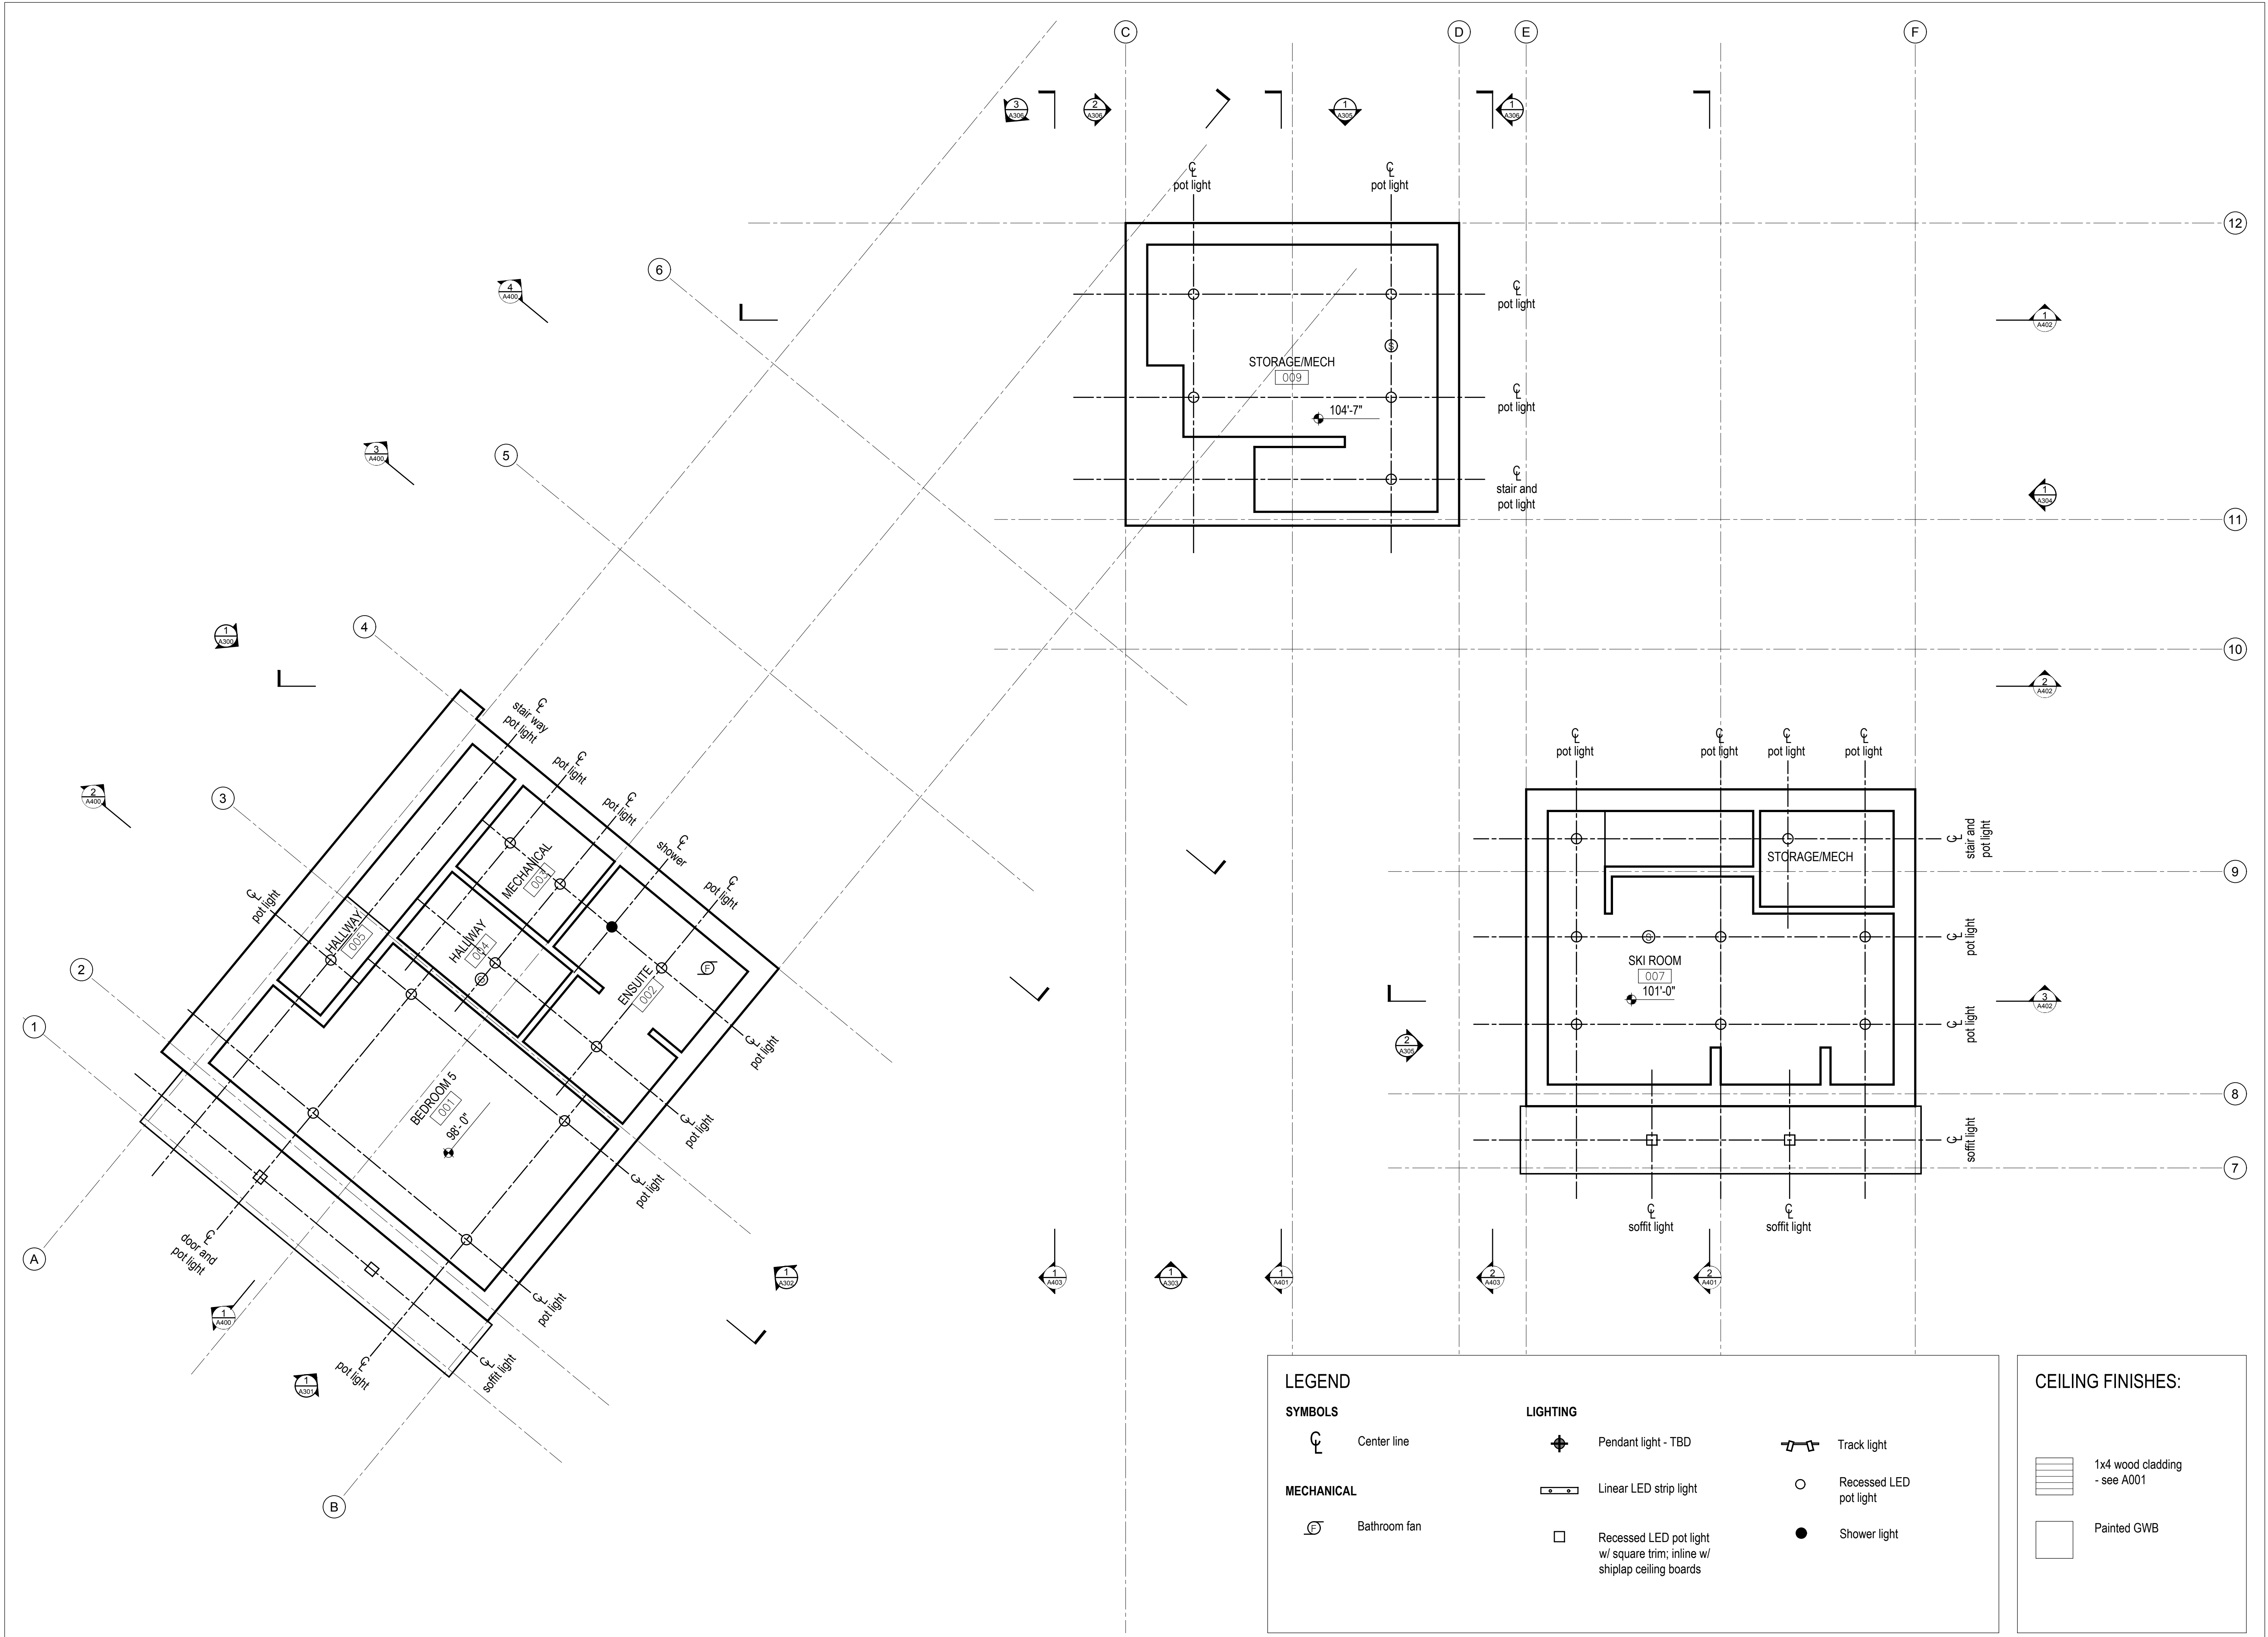 C
D
E
F
3
A306
2
A306
1
A305
1
A306
℄
pot light
℄
pot light
12
6
4
A400
℄
pot light
1
A402
S
STORAGE/MECH
009
℄
pot light
104'-7"
3
A400
5
℄
stair and
pot light
1
A304
11
1
A300
4
10
2
A402
℄
stair way
pot light
℄
pot light
℄
pot light
℄
shower
℄
pot light
2
A400
3
℄
pot light
HALLWAY
005
MECHANICAL
003
HALLWAY
004
S
ENSUITE
002
F
℄
pot light
℄
pot light
℄
pot light
℄
pot light
BEDROOM 5
001
98'- 0"
2
1
A
B
℄
door and
pot light
1
A400
1
A301
℄
pot light
℄
soffit light
1
A302
℄
pot light
℄
pot light
℄
pot light
℄
pot light
℄
stair and
pot light
STORAGE/MECH
9
S
℄
pot light
SKI ROOM
007
101'-0"
3
A402
℄
pot light
2
A305
8
℄
soffit light
7
℄
soffit light
℄
soffit light
1
A403
1
A303
1
A401
2
A403
2
A401
LEGEND
SYMBOLS
℄
Center line
MECHANICAL
F
Bathroom fan
LIGHTING
Pendant light - TBD
Linear LED strip light
Recessed LED pot light
w/ square trim; inline w/
shiplap ceiling boards
Track light
Recessed LED
pot light
Shower light
CEILING FINISHES:
1x4 wood cladding
- see A001
Painted GWB